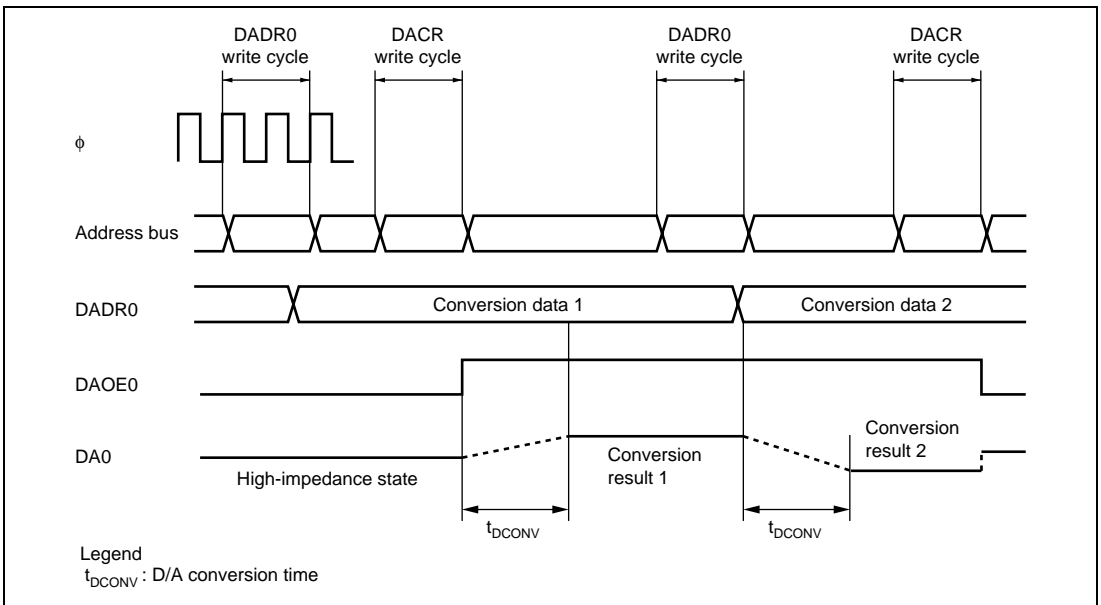 DADR0
write cycle
DACR
write cycle
DADR0
write cycle
DACR
write cycle
ϕ
Address bus
DADR0
Conversion data 1
Conversion data 2
DAOE0
DA0
High-impedance state
Conversion
result 1
Conversion
result 2
tDCONV
tDCONV
Legend
tDCONV : D/A conversion time